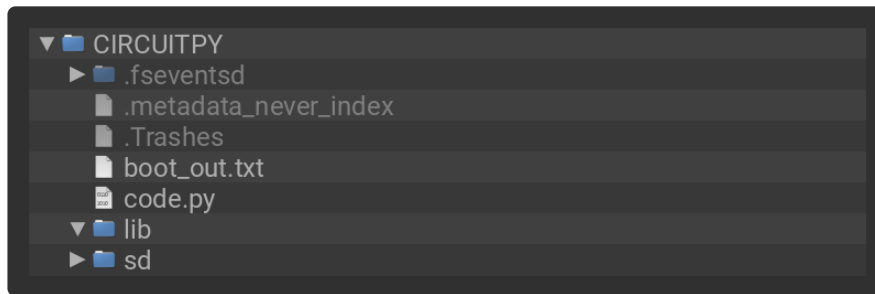 CIRCUITPY
.fseventsd
.metadata_never_index
.Trashes
boot_out.txt
code.py
lib
sd